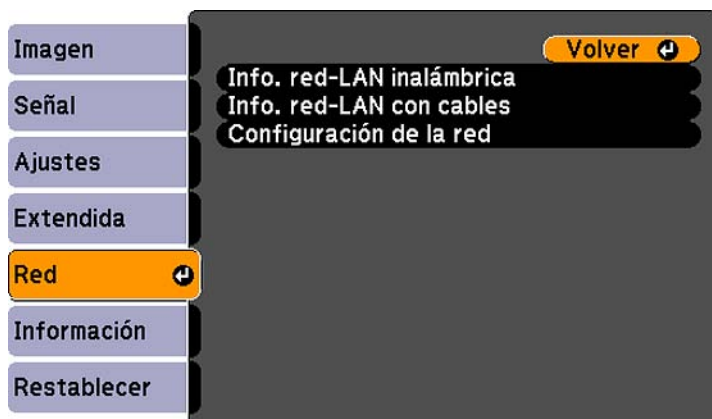 Imagen
Señal
Ajustes
Extendida
Red
Información
Restablecer
Volver
Info. red-LAN inalámbrica
Info. red-LAN con cables
Configuración de la red